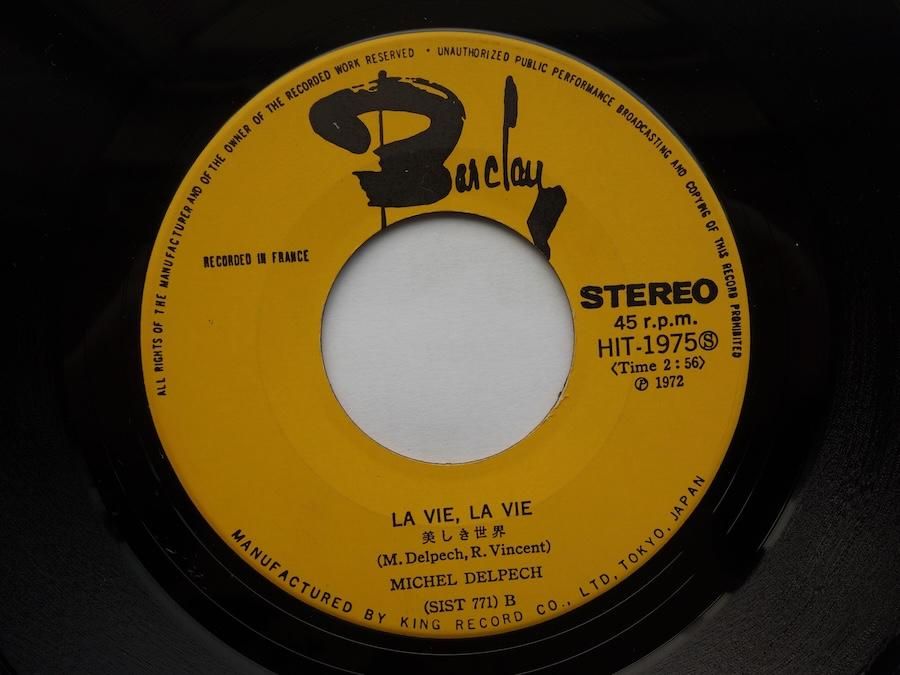 ALL RIGHTS OF THE MANUFACTURER AND OF THE OWNER OF THE RECORDED WORK RESERVED • UNAUTHORIZED PUBLIC PERFORMANCE BROADCASTING AND COPYING OF THIS RECORD PROHIBITED
Barclay
RECORDED IN FRANCE
STEREO
45 r.p.m.
HIT-1975Ⓢ
〈Time 2:56〉
℗ 1972
LA VIE, LA VIE
美しき世界
(M. Delpech, R. Vincent)
MICHEL DELPECH
(SIST 771) B
MANUFACTURED BY KING RECORD CO., LTD, TOKYO, JAPAN